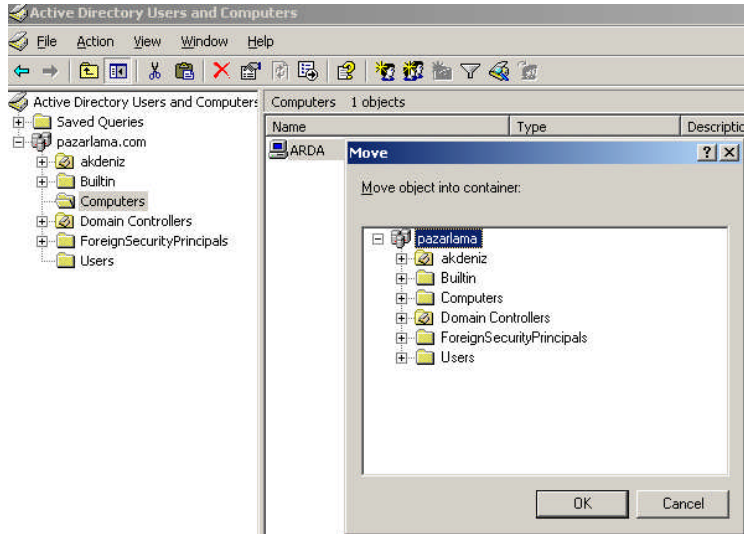 Active Directory Users and Computers
File Action View Window Help
Active Directory Users and Computers
Saved Queries
pazarlama.com
akdeniz
Builtin
Computers
Domain Controllers
ForeignSecurityPrincipals
Users
Computers 1 objects
Name Type Descriptio
ARDA
Move
Move object into container:
pazarlama
akdeniz
Builtin
Computers
Domain Controllers
ForeignSecurityPrincipals
Users
OK Cancel